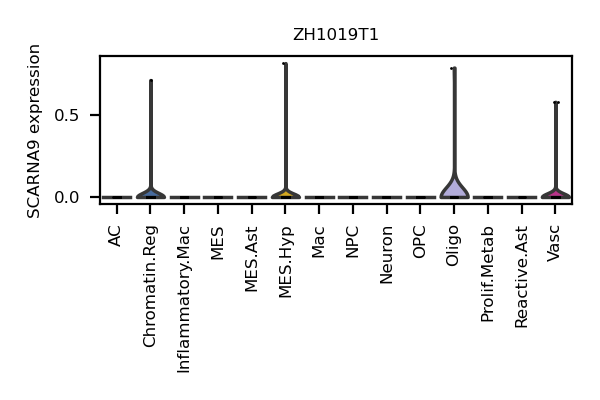 ZH1019T1
SCARNA9 expression
0.5
0.0
AC
Chromatin.Reg
Inflammatory.Mac
MES
MES.Ast
MES.Hyp
Mac
NPC
Neuron
OPC
Oligo
Prolif.Metab
Reactive.Ast
Vasc